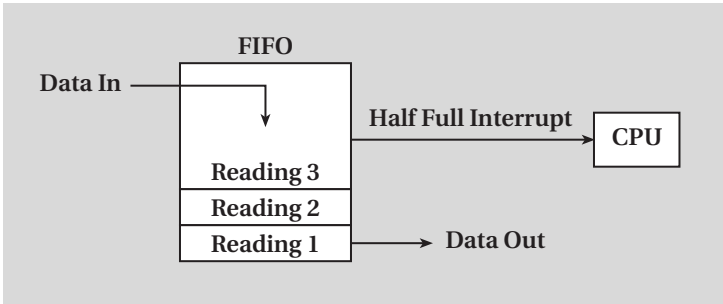 FIFO
Data In
Half Full Interrupt
CPU
Reading 3
Reading 2
Reading 1
Data Out